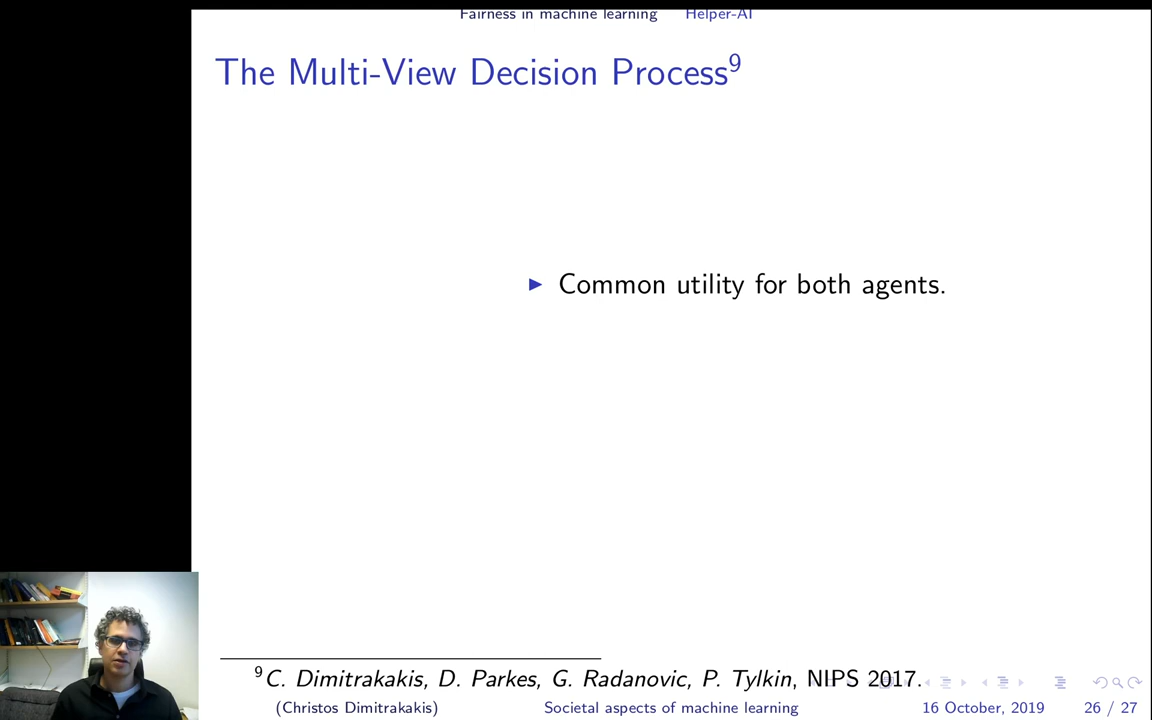 Fairness in machine learning Helper-AI
The Multi-View Decision Process9
Common utility for both agents.
9 C. Dimitrakakis, D. Parkes, G. Radanovic, P. Tylkin, NIPS 2017.
(Christos Dimitrakakis) Societal aspects of machine learning 16 October, 2019 26 / 27